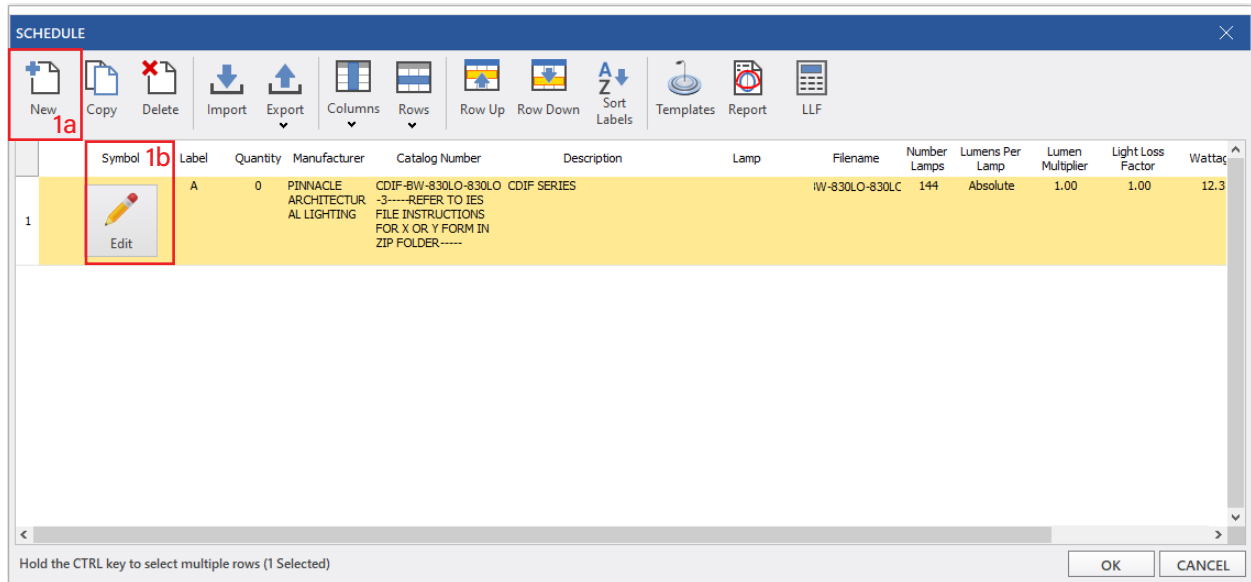 SCHEDULE
New
Copy
Delete
Import
Export
Columns
Rows
Row Up
Row Down
A
Z
Sort
Labels
Templates
Report
LLF
1a
Symbol
1b
Label
Quantity
Manufacturer
Catalog Number
Description
Lamp
Filename
Number
Lamps
Lumens Per
Lamp
Lumen
Multiplier
Light Loss
Factor
Wattag
1
Edit
A
0
PINNACLE
ARCHITECTUR
AL LIGHTING
CDIF-BW-830LO-830LO
-3-----REFER TO IES
FILE INSTRUCTIONS
FOR X OR Y FORM IN
ZIP FOLDER-----
CDIF SERIES
IW-830LO-830LC
144
Absolute
1.00
1.00
12.3
Hold the CTRL key to select multiple rows (1 Selected)
OK
CANCEL